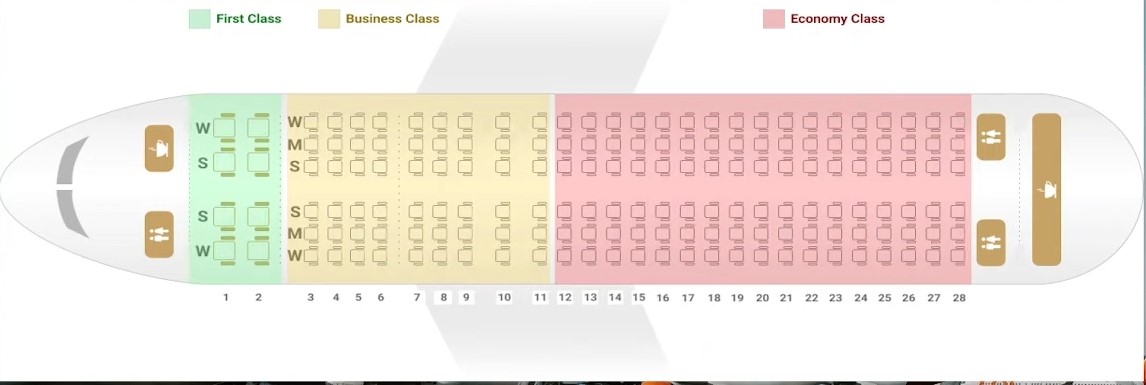 First Class Business Class Economy Class
W W
M
S S
S S
M
W W
1 2 3 4 5 6 7 8 9 10 11 12 13 14 15 16 17 18 19 20 21 22 23 24 25 26 27 28